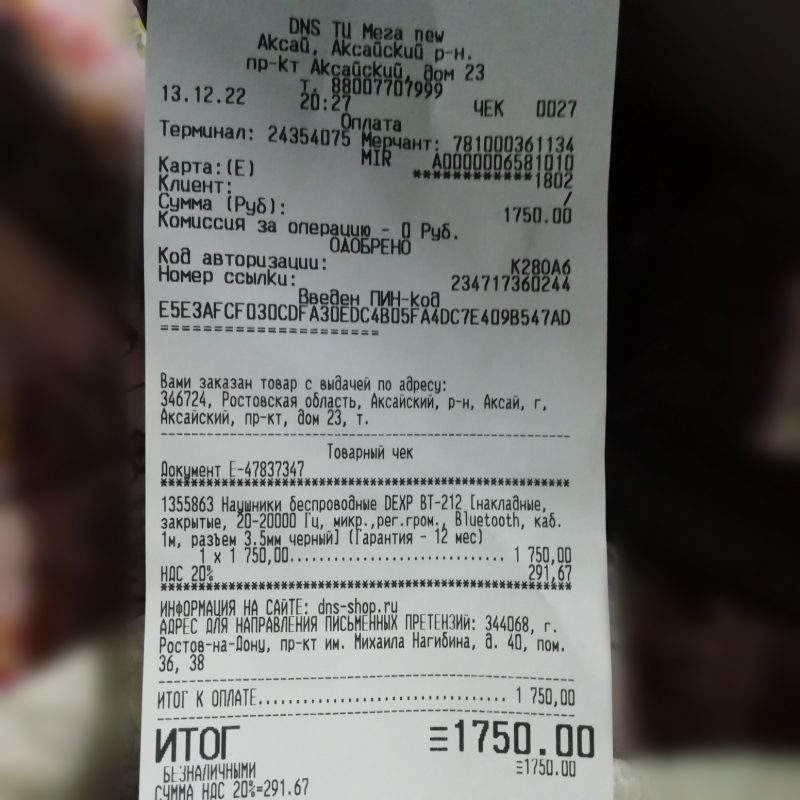 DNS TU Мега new
Аксай, Аксайский р-н.
пр-кт Аксайский, дом 23
т. 88007707999
13.12.22 20:27 ЧЕК 0027
Оплата
Терминал: 24354075 Мерчант: 781000361134
MIR A0000006581010
Карта:(E) ************1802
Клиент: /
Сумма (Руб): 1750.00
Комиссия за операцию - 0 Руб.
ОДОБРЕНО
Код авторизации: K280A6
Номер ссылки: 234717360244
Введен ПИН-код
E5E3AFCF030CDFA30EDC4B05FA4DC7E409B547AD
=====================
Вами заказан товар с выдачей по адресу:
346724, Ростовская область, Аксайский, р-н, Аксай, г,
Аксайский, пр-кт, дом 23, т.
Товарный чек
Документ Е-47837347
1355863 Наушники беспроводные DEXP BT-212 [накладные,
закрытые, 20-20000 Гц, микр.,рег.гром., Bluetooth, каб.
1м, разъем 3.5мм черный] (Гарантия - 12 мес)
1 x 1 750,00............................ 1 750,00
НДС 20% 291,67
ИНФОРМАЦИЯ НА САЙТЕ: dns-shop.ru
АДРЕС ДЛЯ НАПРАВЛЕНИЯ ПИСЬМЕННЫХ ПРЕТЕНЗИЙ: 344068, г.
Ростов-на-Дону, пр-кт им. Михаила Нагибина, д. 40, пом.
36, 38
ИТОГ К ОПЛАТЕ................................ 1 750,00
ИТОГ ≡1750.00
БЕЗНАЛИЧНЫМИ ≡1750.00
СУММА НДС 20%=291.67